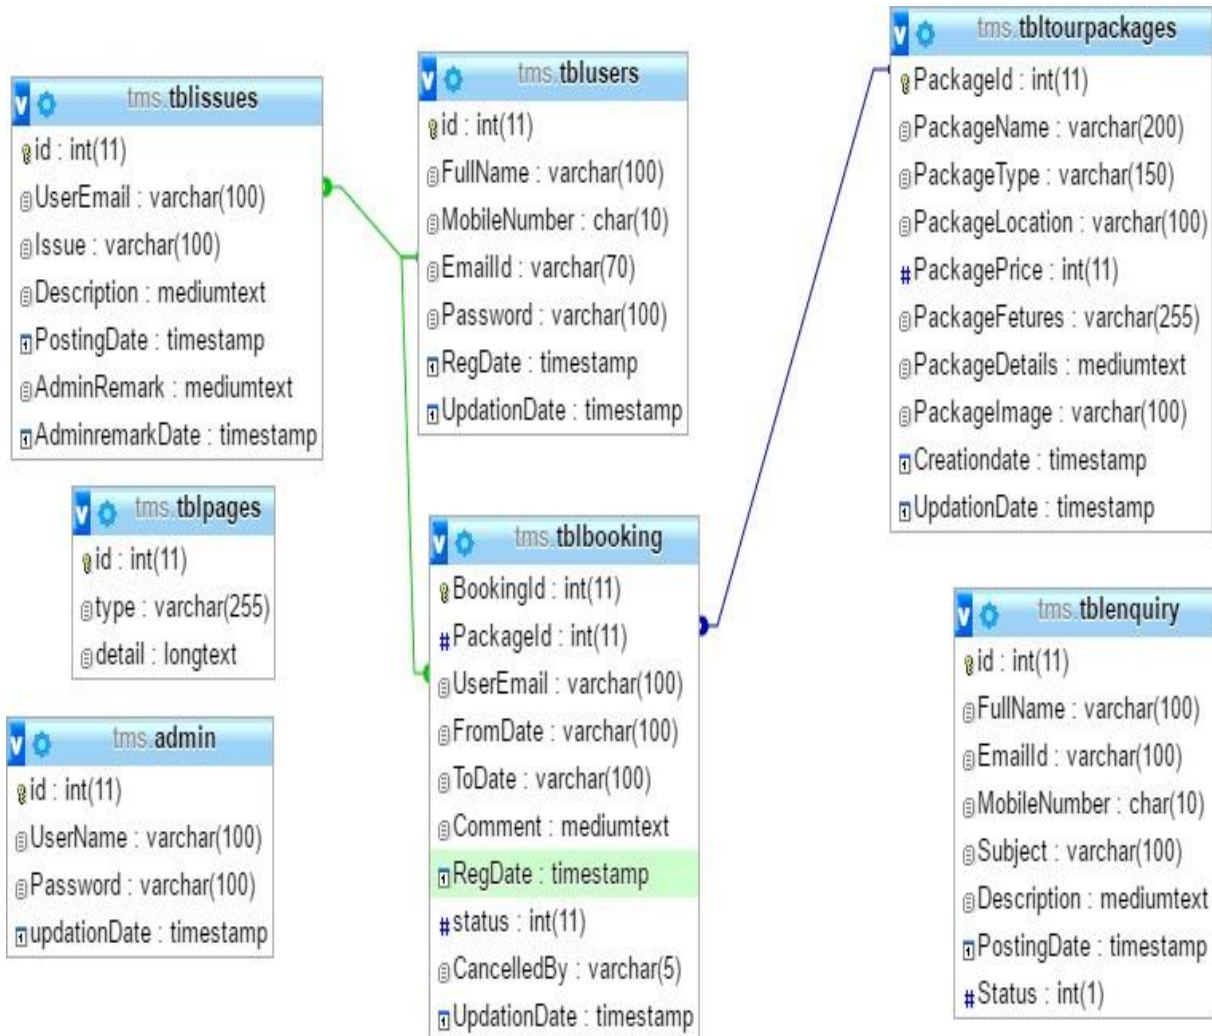 tms.tblissues
id : int(11)
UserEmail : varchar(100)
Issue : varchar(100)
Description : mediumtext
PostingDate : timestamp
AdminRemark : mediumtext
AdminremarkDate : timestamp
tms.tblpages
id : int(11)
type : varchar(255)
detail : longtext
tms.admin
id : int(11)
UserName : varchar(100)
Password : varchar(100)
updationDate : timestamp
tms.tblusers
id : int(11)
FullName : varchar(100)
MobileNumber : char(10)
EmailId : varchar(70)
Password : varchar(100)
RegDate : timestamp
UpdationDate : timestamp
tms.tblbooking
BookingId : int(11)
#PackageId : int(11)
UserEmail : varchar(100)
FromDate : varchar(100)
ToDate : varchar(100)
Comment : mediumtext
RegDate : timestamp
#status : int(11)
CancelledBy : varchar(5)
UpdationDate : timestamp
tms.tbltourpackages
PackageId : int(11)
PackageName : varchar(200)
PackageType : varchar(150)
PackageLocation : varchar(100)
#PackagePrice : int(11)
PackageFetures : varchar(255)
PackageDetails : mediumtext
PackageImage : varchar(100)
Creationdate : timestamp
UpdationDate : timestamp
tms.tblenquiry
id : int(11)
FullName : varchar(100)
EmailId : varchar(100)
MobileNumber : char(10)
Subject : varchar(100)
Description : mediumtext
PostingDate : timestamp
#Status : int(1)